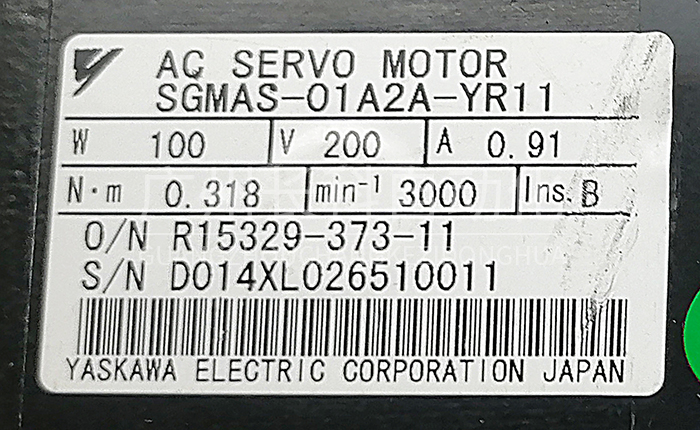 AC SERVO MOTOR
SGMAS-01A2A-YR11
W 100 V 200 A 0.91
N·m 0.318 min-1 3000 Ins. B
O/N R15329-373-11
S/N D014XL026510011
YASKAWA ELECTRIC CORPORATION JAPAN